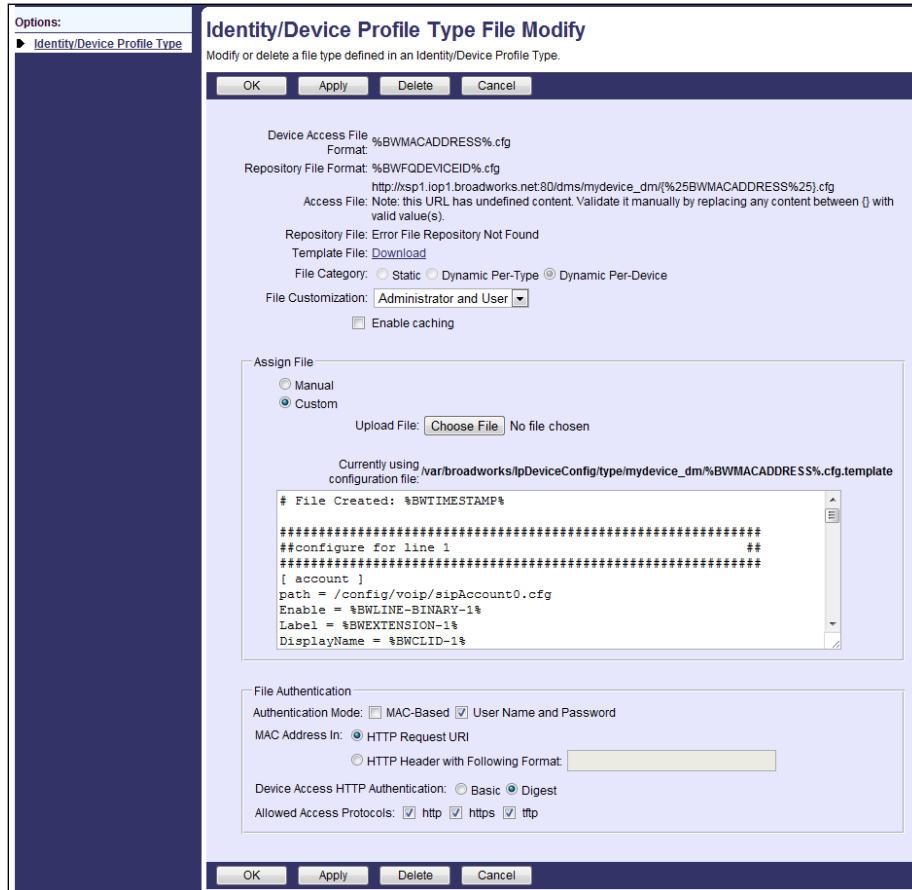 Options:
Identity/Device Profile Type
Identity/Device Profile Type File Modify
Modify or delete a file type defined in an Identity/Device Profile Type.
OK Apply Delete Cancel
Device Access File Format: %BWMACADDRESS%.cfg
Repository File Format: %BWFQDEVICEID%.cfg
http://xsp1.iop1.broadworks.net:80/dms/mydevice_dm/{%25BWMACADDRESS%25}.cfg
Access File: Note: this URL has undefined content. Validate it manually by replacing any content between {} with
valid value(s).
Repository File: Error File Repository Not Found
Template File: Download
File Category: Static Dynamic Per-Type Dynamic Per-Device
File Customization: Administrator and User
Enable caching
Assign File
Manual
Custom
Upload File: Choose File No file chosen
Currently using configuration file: /var/broadworks/IpDeviceConfig/type/mydevice_dm/%BWMACADDRESS%.cfg.template
# File Created: %BWTIMESTAMP%
##############################################################
##configure for line 1 ##
##############################################################
[ account ]
path = /config/voip/sipAccount0.cfg
Enable = %BWLINE-BINARY-1%
Label = %BWEXTENSION-1%
DisplayName = %BWCLID-1%
File Authentication
Authentication Mode: MAC-Based User Name and Password
MAC Address In: HTTP Request URI
HTTP Header with Following Format:
Device Access HTTP Authentication: Basic Digest
Allowed Access Protocols: http https tftp
OK Apply Delete Cancel